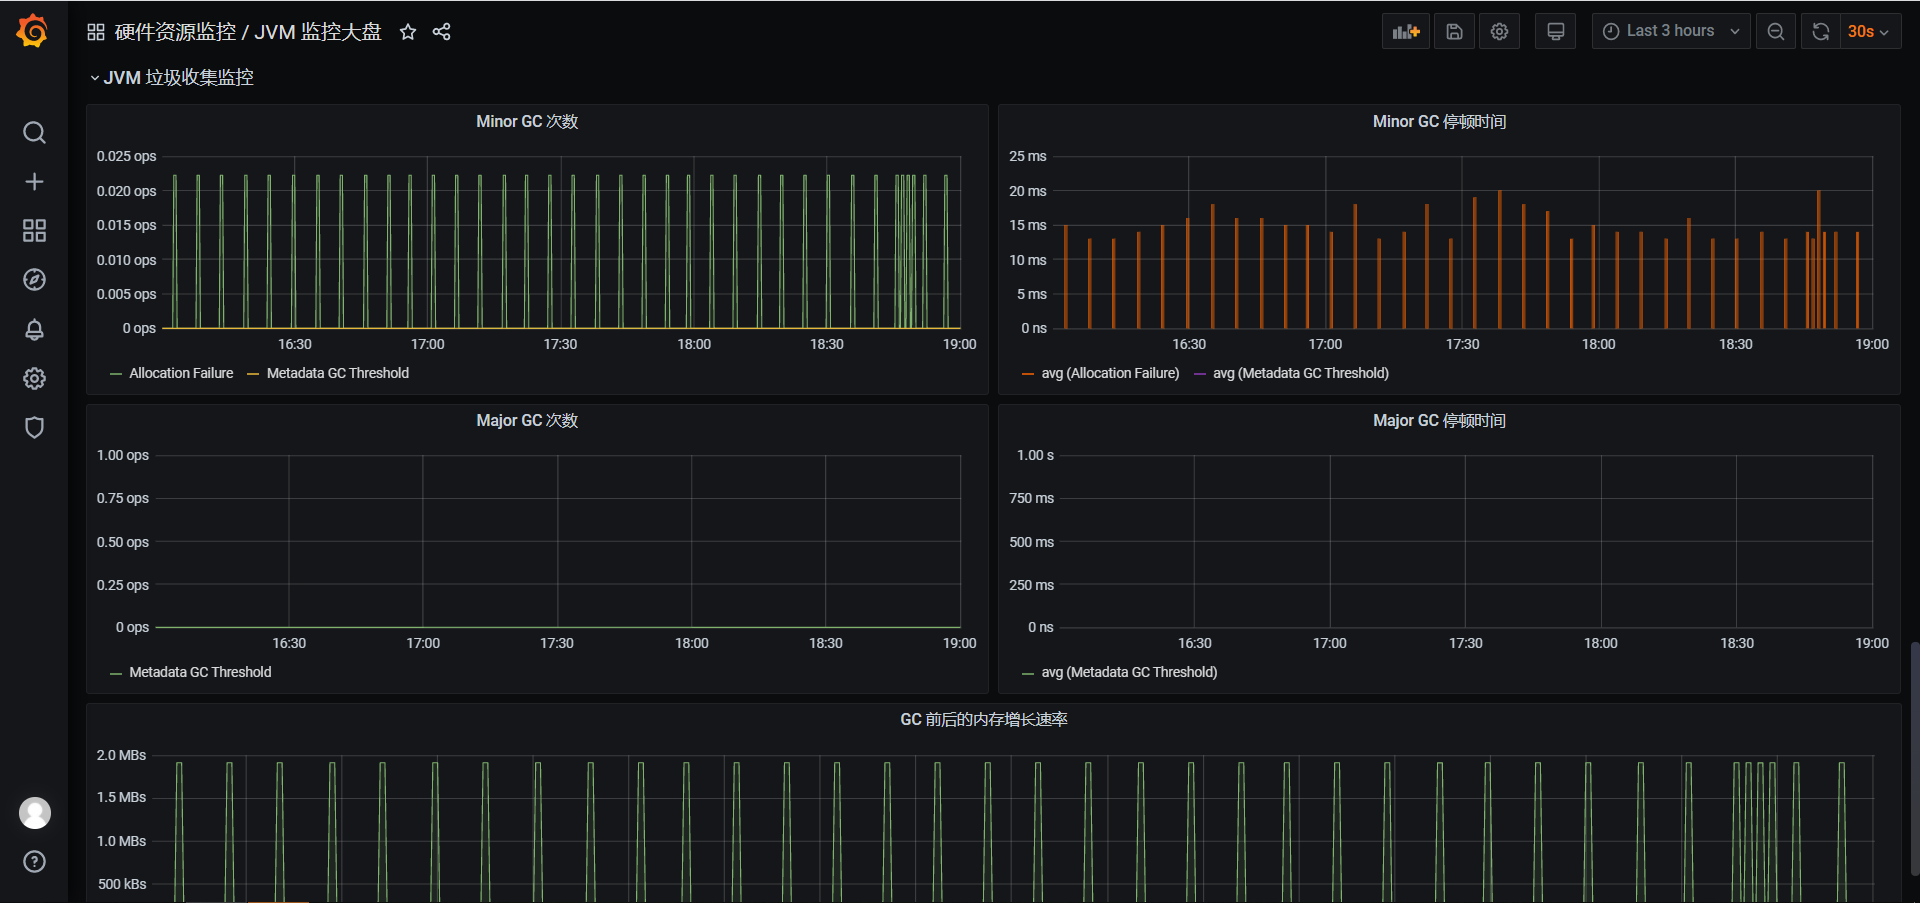 硬件资源监控 / JVM 监控大盘
Last 3 hours
30s
JVM 垃圾收集监控
Minor GC 次数
0.025 ops
0.020 ops
0.015 ops
0.010 ops
0.005 ops
0 ops
16:30 17:00 17:30 18:00 18:30 19:00
Allocation Failure Metadata GC Threshold
Minor GC 停顿时间
25 ms
20 ms
15 ms
10 ms
5 ms
0 ns
16:30 17:00 17:30 18:00 18:30 19:00
avg (Allocation Failure) avg (Metadata GC Threshold)
Major GC 次数
1.00 ops
0.75 ops
0.50 ops
0.25 ops
0 ops
16:30 17:00 17:30 18:00 18:30 19:00
Metadata GC Threshold
Major GC 停顿时间
1.00 s
750 ms
500 ms
250 ms
0 ns
16:30 17:00 17:30 18:00 18:30 19:00
avg (Metadata GC Threshold)
GC 前后的内存增长速率
2.0 MBs
1.5 MBs
1.0 MBs
500 kBs